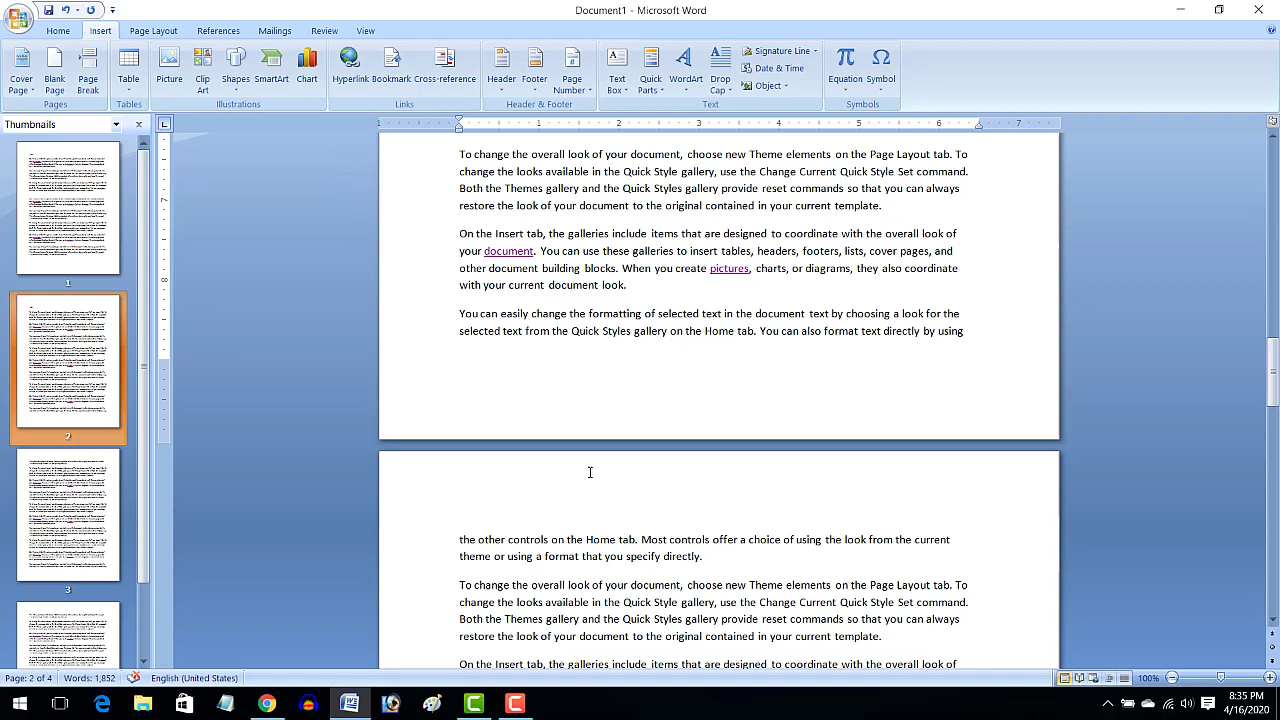 Document1 - Microsoft Word
Home Insert Page Layout References Mailings Review View
Cover Page Blank Page Page Break Table Picture Clip Art Shapes SmartArt Chart Hyperlink Bookmark Cross-reference Header Footer Page Number Text Box Quick Parts WordArt Drop Cap Signature Line Date & Time Object Equation Symbol
Pages Tables Illustrations Links Header & Footer Text Symbols
Thumbnails
1 1 2 3 4 5 6 7
7
8
1
2
3
To change the overall look of your document, choose new Theme elements on the Page Layout tab. To
change the looks available in the Quick Style gallery, use the Change Current Quick Style Set command.
Both the Themes gallery and the Quick Styles gallery provide reset commands so that you can always
restore the look of your document to the original contained in your current template.
On the Insert tab, the galleries include items that are designed to coordinate with the overall look of
your document. You can use these galleries to insert tables, headers, footers, lists, cover pages, and
other document building blocks. When you create pictures, charts, or diagrams, they also coordinate
with your current document look.
You can easily change the formatting of selected text in the document text by choosing a look for the
selected text from the Quick Styles gallery on the Home tab. You can also format text directly by using
the other controls on the Home tab. Most controls offer a choice of using the look from the current
theme or using a format that you specify directly.
To change the overall look of your document, choose new Theme elements on the Page Layout tab. To
change the looks available in the Quick Style gallery, use the Change Current Quick Style Set command.
Both the Themes gallery and the Quick Styles gallery provide reset commands so that you can always
restore the look of your document to the original contained in your current template.
On the Insert tab, the galleries include items that are designed to coordinate with the overall look of
Page: 2 of 4 Words: 1,852 English (United States) 100%
8:35 PM
4/16/2020